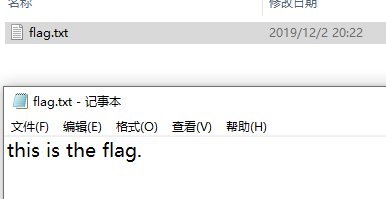 名称 修改日期
flag.txt 2019/12/2 20:22
flag.txt - 记事本
文件(F) 编辑(E) 格式(O) 查看(V) 帮助(H)
this is the flag.